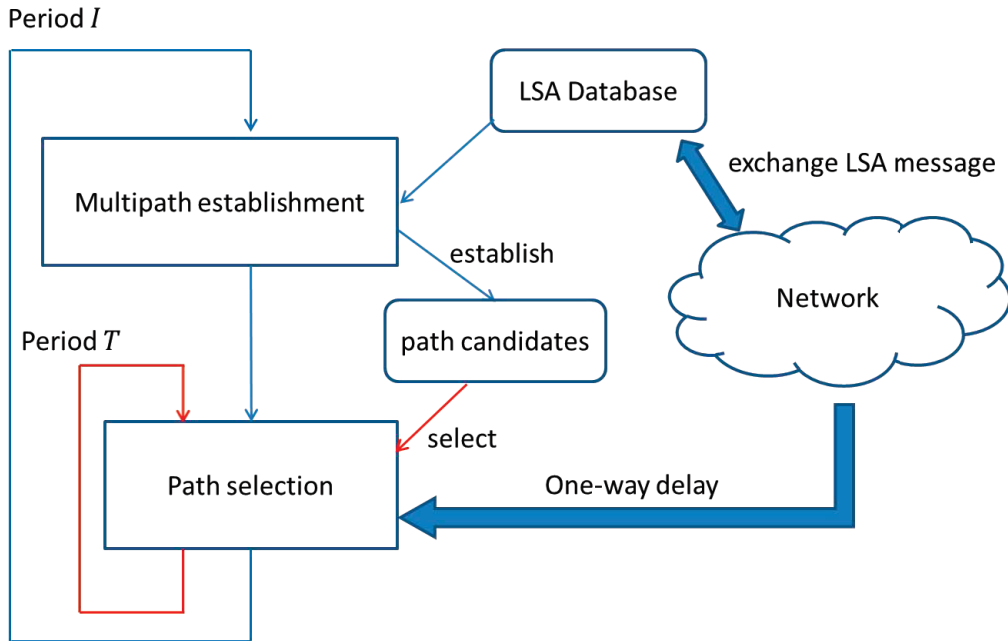 Period I
LSA Database
exchange LSA message
Multipath establishment
establish
Network
Period T
path candidates
select
Path selection
One-way delay